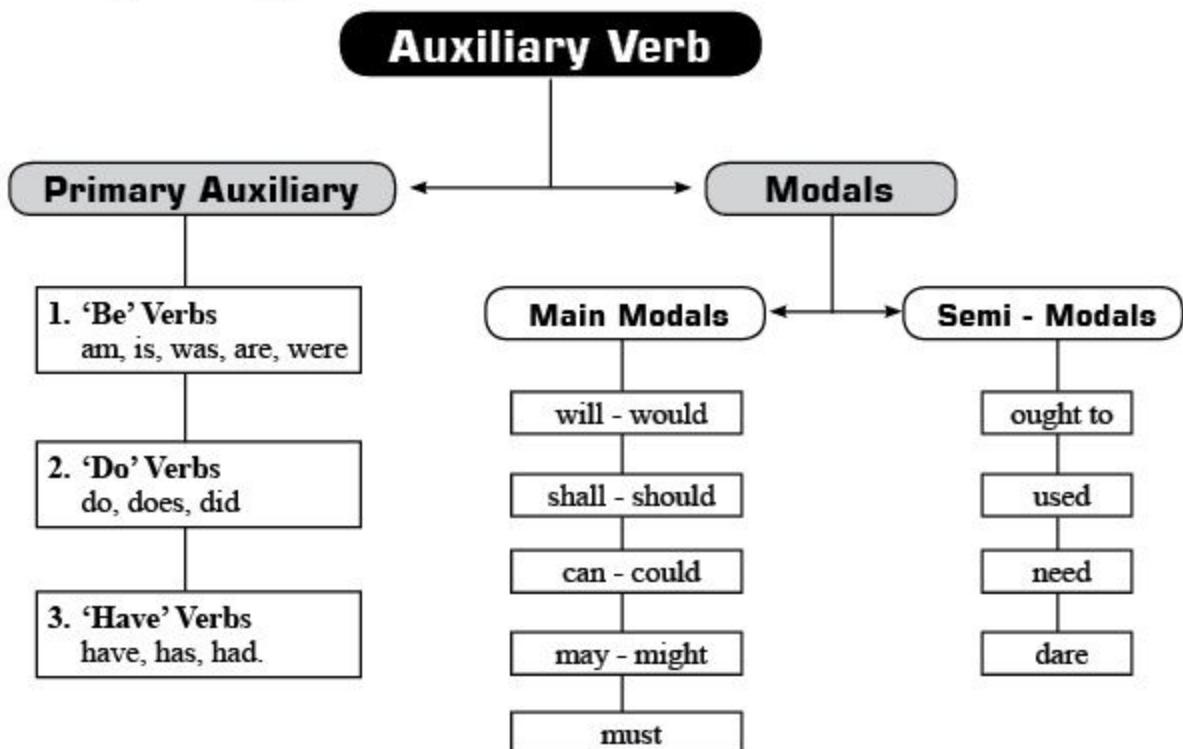 Auxiliary Verb
Primary Auxiliary
Modals
1. ‘Be’ Verbs
am, is, was, are, were
2. ‘Do’ Verbs
do, does, did
3. ‘Have’ Verbs
have, has, had.
Main Modals
will - would
shall - should
can - could
may - might
must
Semi - Modals
ought to
used
need
dare